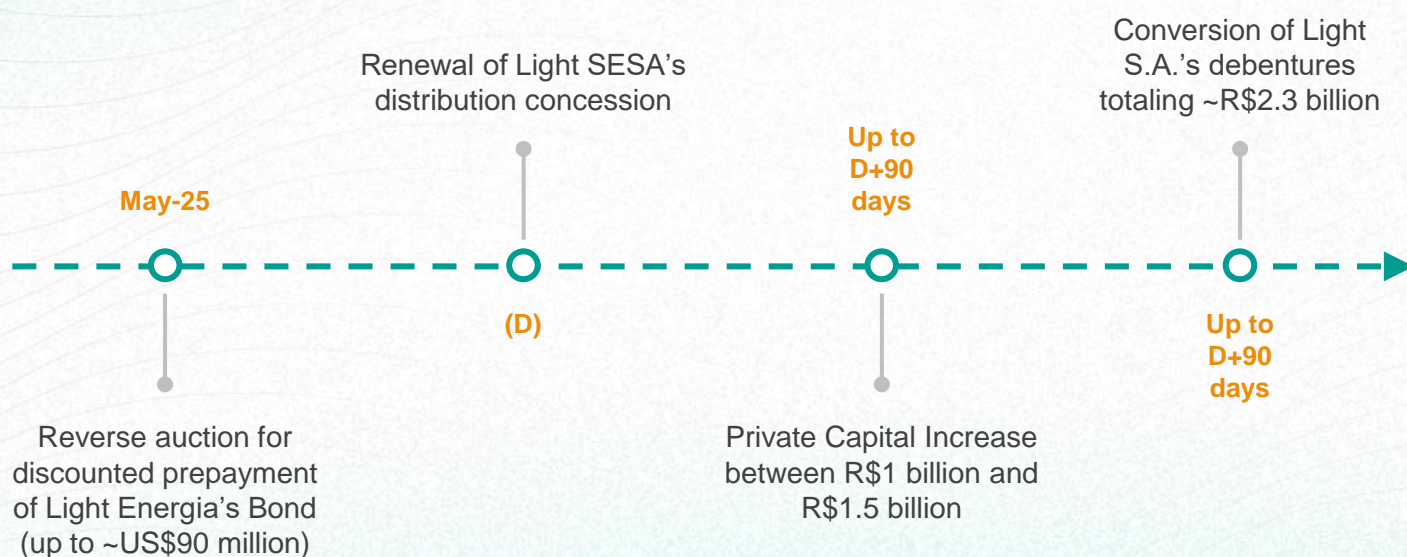 May-25
Reverse auction for
discounted prepayment
of Light Energia's Bond
(up to ~US$90 million)
Renewal of Light SESA’s
distribution concession
(D)
Up to
D+90
days
Private Capital Increase
between R$1 billion and
R$1.5 billion
Conversion of Light
S.A.’s debentures
totaling ~R$2.3 billion
Up to
D+90
days